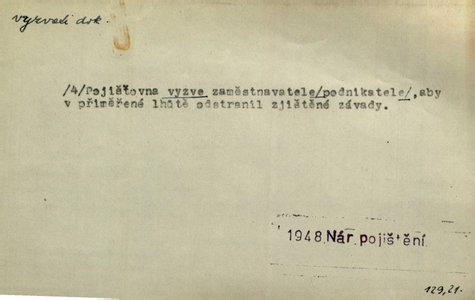 vyzvati dok.
/4/Pojišťovna vyzve zaměstnavatele/podnikatele/,aby
v přiměřené lhůtě odstranil zjištěné závady.
1948 Nár. pojištění
129,21.